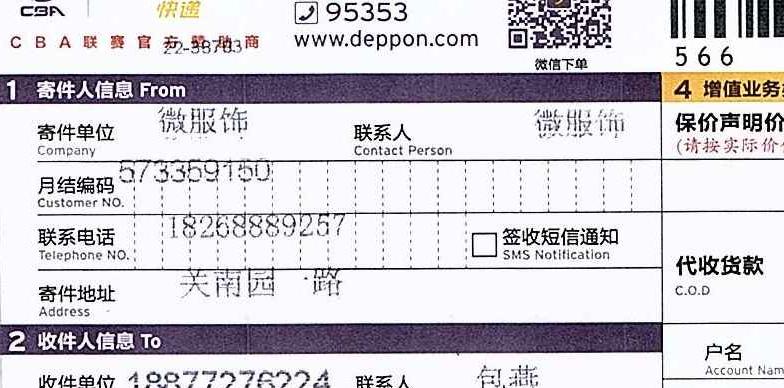 CBA 快递 95353
CBA联赛官方赞助商 22-38703 www.deppon.com
微信下单
566
1 寄件人信息 From
4 增值业务
寄件单位 微服饰 联系人 微服饰
Company Contact Person
保价声明价
(请按实际价
月结编码 573359150
Customer NO.
联系电话 18268889257 签收短信通知
Telephone NO. SMS Notification
代收货款
C.O.D
寄件地址 关南园一路
Address
2 收件人信息 To
户名
Account Nam
收件单位 18877276224 联系人 包燕